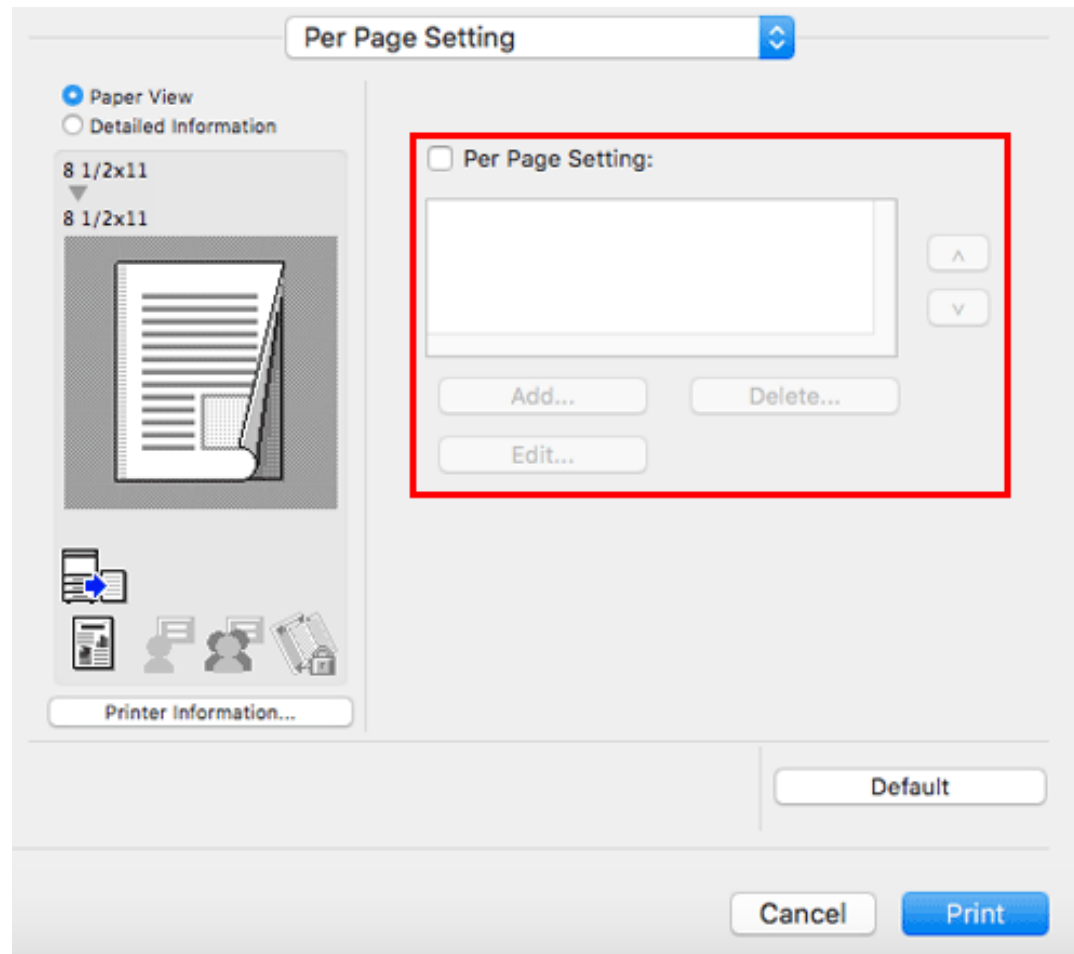 Per Page Setting
Paper View
Detailed Information
8 1/2x11
8 1/2x11
Printer Information...
Per Page Setting:
Add...
Delete...
Edit...
Default
Cancel
Print